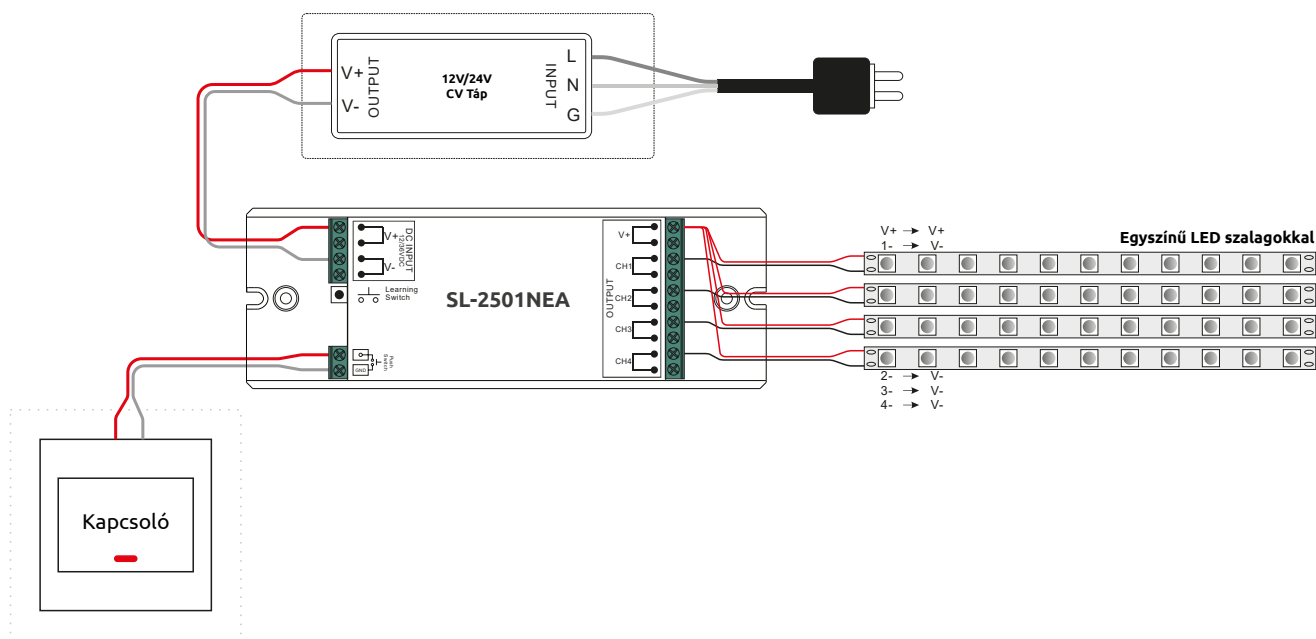 V+
V-
OUTPUT
12V/24V
CV Táp
INPUT
L
N
G
V+
V-
DC INPUT
12/36VDC
Learning
Switch
SL-2501NEA
OUTPUT
V+
CH1
CH2
CH3
CH4
Push
Switch
GND
V+ → V+
1- → V-
Egyszínű LED szalagokkal
2- → V-
3- → V-
4- → V-
Kapcsoló